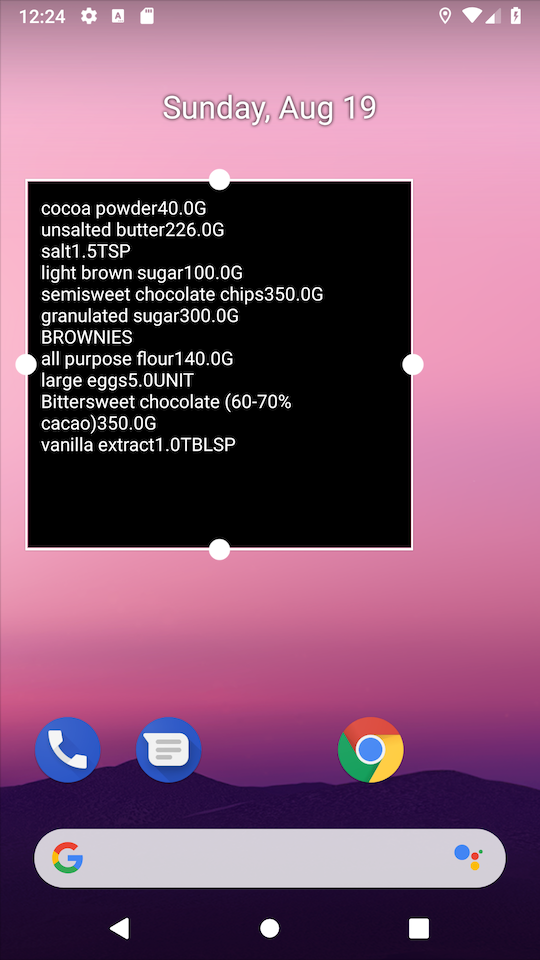 12:24
Sunday, Aug 19
cocoa powder40.0G
unsalted butter226.0G
salt1.5TSP
light brown sugar100.0G
semisweet chocolate chips350.0G
granulated sugar300.0G
BROWNIES
all purpose flour140.0G
large eggs5.0UNIT
Bittersweet chocolate (60-70%
cacao)350.0G
vanilla extract1.0TBLSP